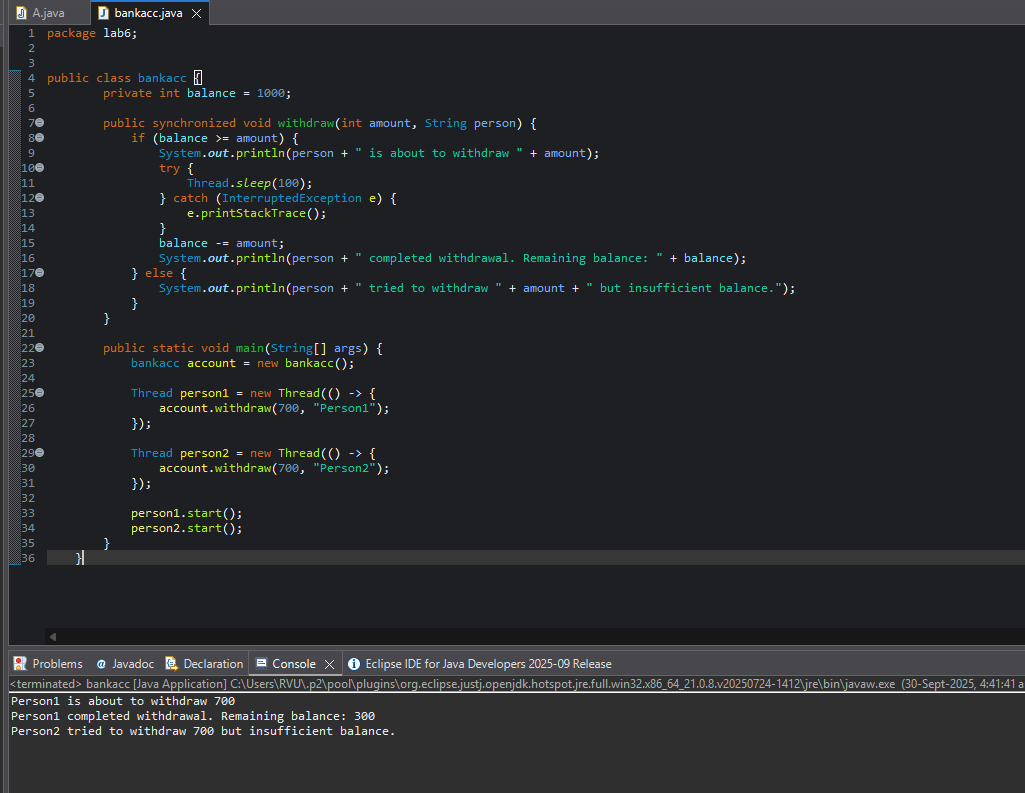 A.java
bankacc.java
1 package lab6;
2
3
4 public class bankacc {
5 private int balance = 1000;
6
7 public synchronized void withdraw(int amount, String person) {
8 if (balance >= amount) {
9 System.out.println(person + " is about to withdraw " + amount);
10 try {
11 Thread.sleep(100);
12 } catch (InterruptedException e) {
13 e.printStackTrace();
14 }
15 balance -= amount;
16 System.out.println(person + " completed withdrawal. Remaining balance: " + balance);
17 } else {
18 System.out.println(person + " tried to withdraw " + amount + " but insufficient balance.");
19 }
20 }
21
22 public static void main(String[] args) {
23 bankacc account = new bankacc();
24
25 Thread person1 = new Thread(() -> {
26 account.withdraw(700, "Person1");
27 });
28
29 Thread person2 = new Thread(() -> {
30 account.withdraw(700, "Person2");
31 });
32
33 person1.start();
34 person2.start();
35 }
36 }
Problems @ Javadoc Declaration Console Eclipse IDE for Java Developers 2025-09 Release
<terminated> bankacc [Java Application] C:\Users\RVU\.p2\pool\plugins\org.eclipse.justj.openjdk.hotspot.jre.full.win32.x86_64_21.0.8.v20250724-1412\jre\bin\javaw.exe (30-Sept-2025, 4:41:41 a
Person1 is about to withdraw 700
Person1 completed withdrawal. Remaining balance: 300
Person2 tried to withdraw 700 but insufficient balance.